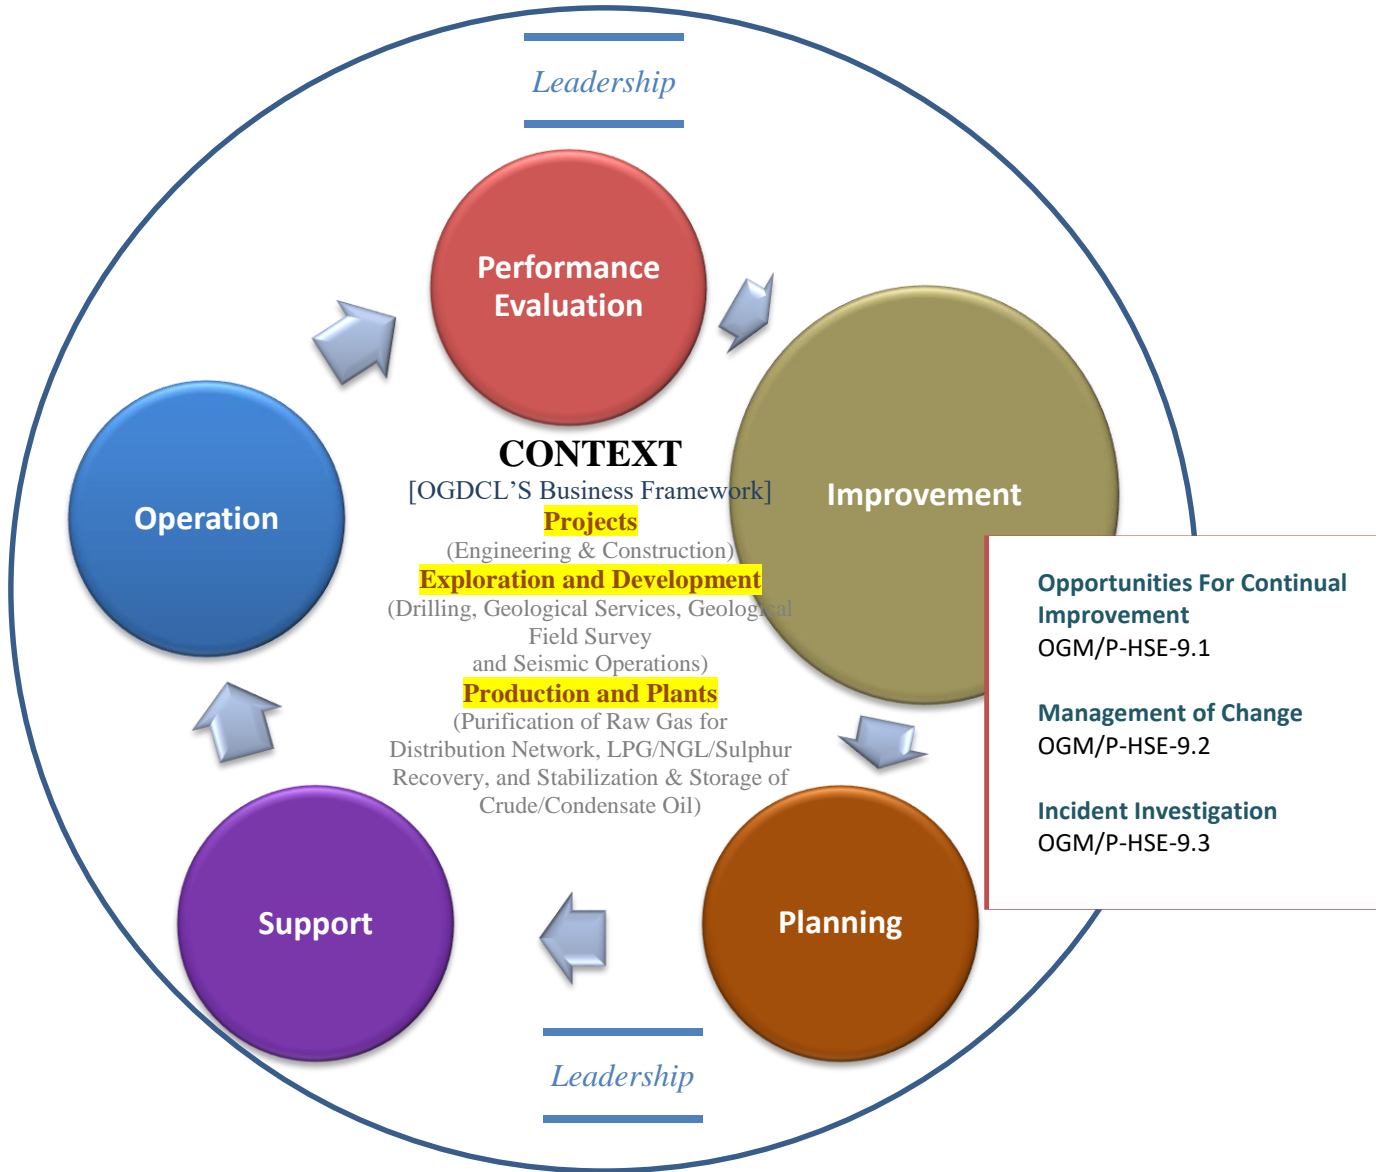 Leadership
Performance
Evaluation
Improvement
Operation
CONTEXT
[OGDCL’S Business Framework]
Projects
(Engineering & Construction)
Exploration and Development
(Drilling, Geological Services, Geological
Field Survey
and Seismic Operations)
Production and Plants
(Purification of Raw Gas for
Distribution Network, LPG/NGL/Sulphur
Recovery, and Stabilization & Storage of
Crude/Condensate Oil)
Opportunities For Continual
Improvement
OGM/P-HSE-9.1
Management of Change
OGM/P-HSE-9.2
Incident Investigation
OGM/P-HSE-9.3
Support
Planning
Leadership